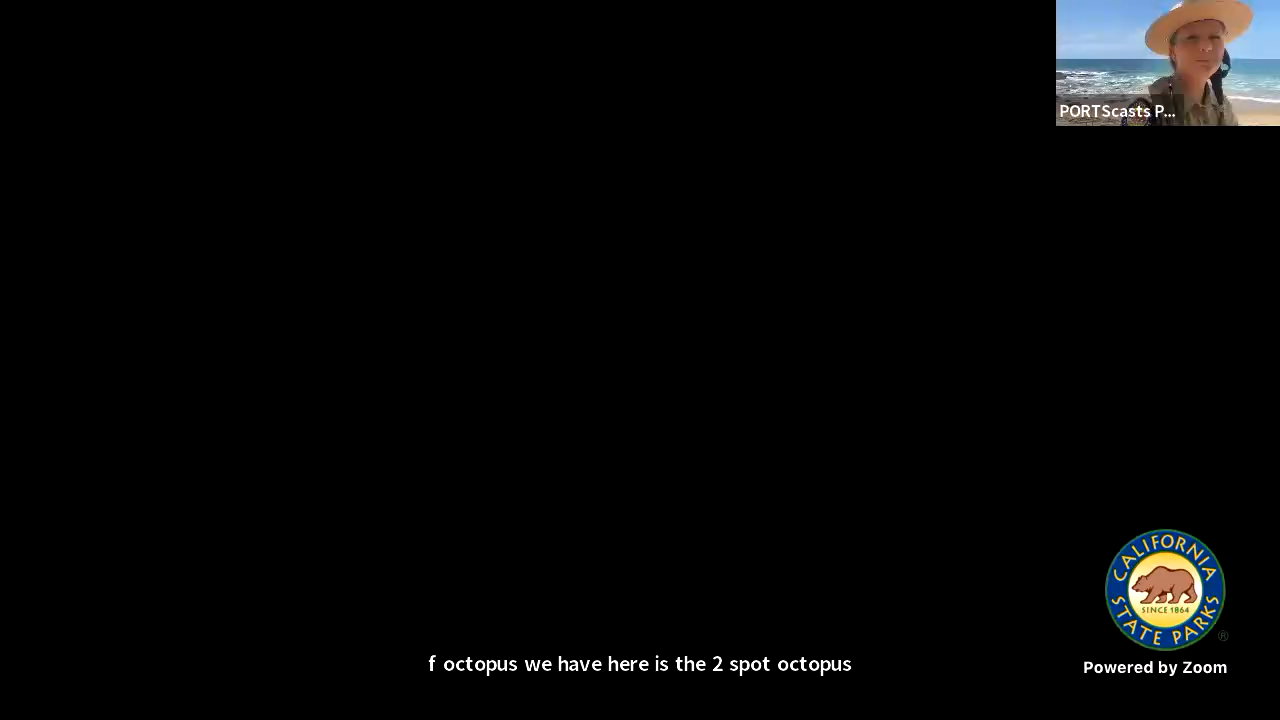 PORTScasts P...
CALIFORNIA
SINCE 1864
STATE PARKS
®
Powered by Zoom
f octopus we have here is the 2 spot octopus